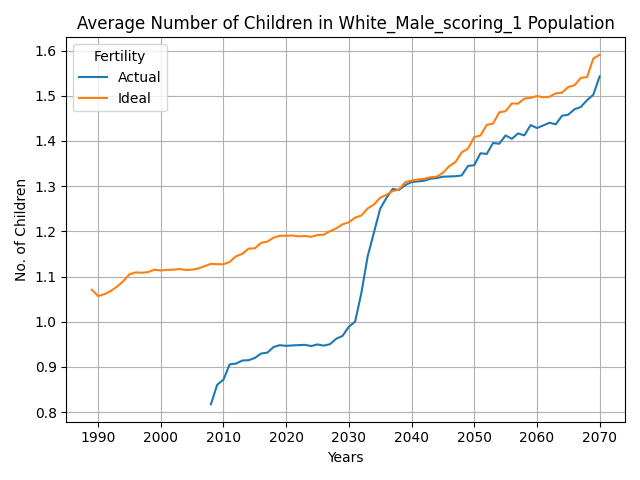 Average Number of Children in White_Male_scoring_1 Population
Fertility
Actual
Ideal
No. of Children
1.6
1.5
1.4
1.3
1.2
1.1
1.0
0.9
0.8
1990 2000 2010 2020 2030 2040 2050 2060 2070
Years